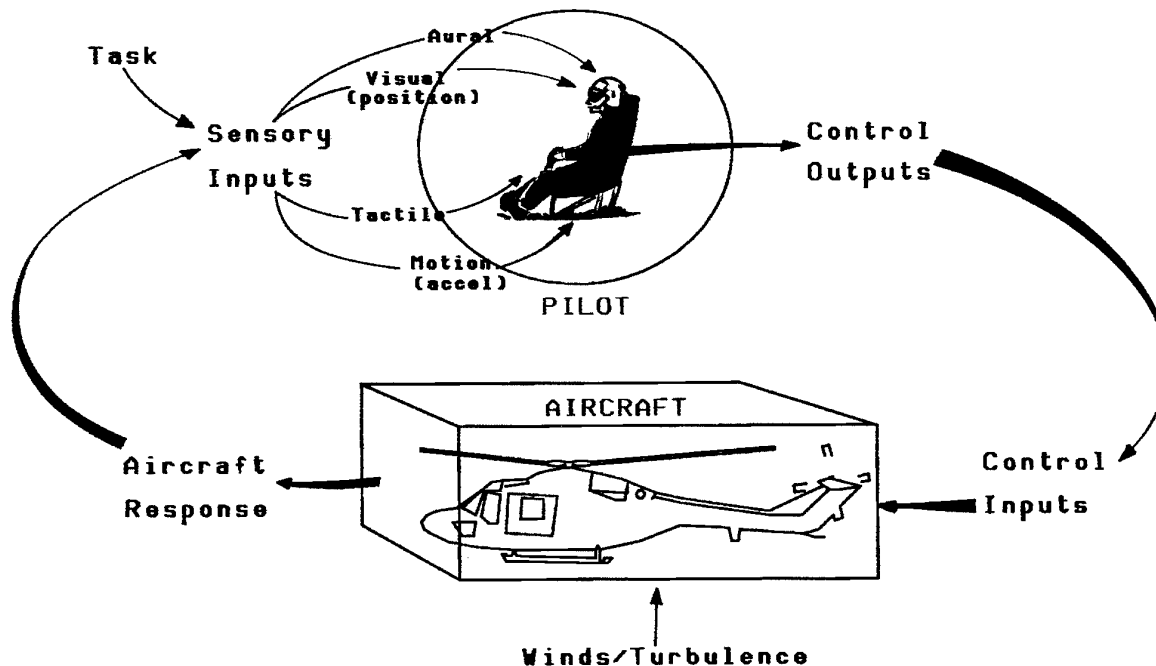 Aural
Task
Visual
(position)
Sensory
Inputs
Control
Outputs
Tactile
Motion
(accel)
PILOT
AIRCRAFT
Aircraft
Response
Control
Inputs
Winds/Turbulence